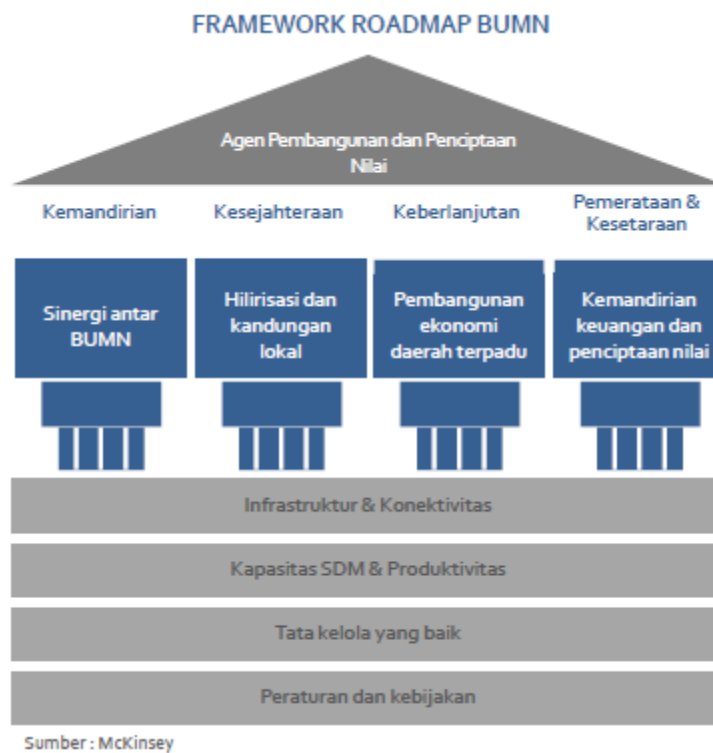 FRAMEWORK ROADMAP BUMN
Agen Pembangunan dan Penciptaan
Nilai
Kemandirian
Kesejahteraan
Keberlanjutan
Pemerataan &
Kesetaraan
Sinergi antar
BUMN
Hilirisasi dan
kandungan
lokal
Pembangunan
ekonomi
daerah terpadu
Kemandirian
keuangan dan
penciptaan nilai
Infrastruktur & Konektivitas
Kapasitas SDM & Produktivitas
Tata kelola yang baik
Peraturan dan kebijakan
Sumber : McKinsey